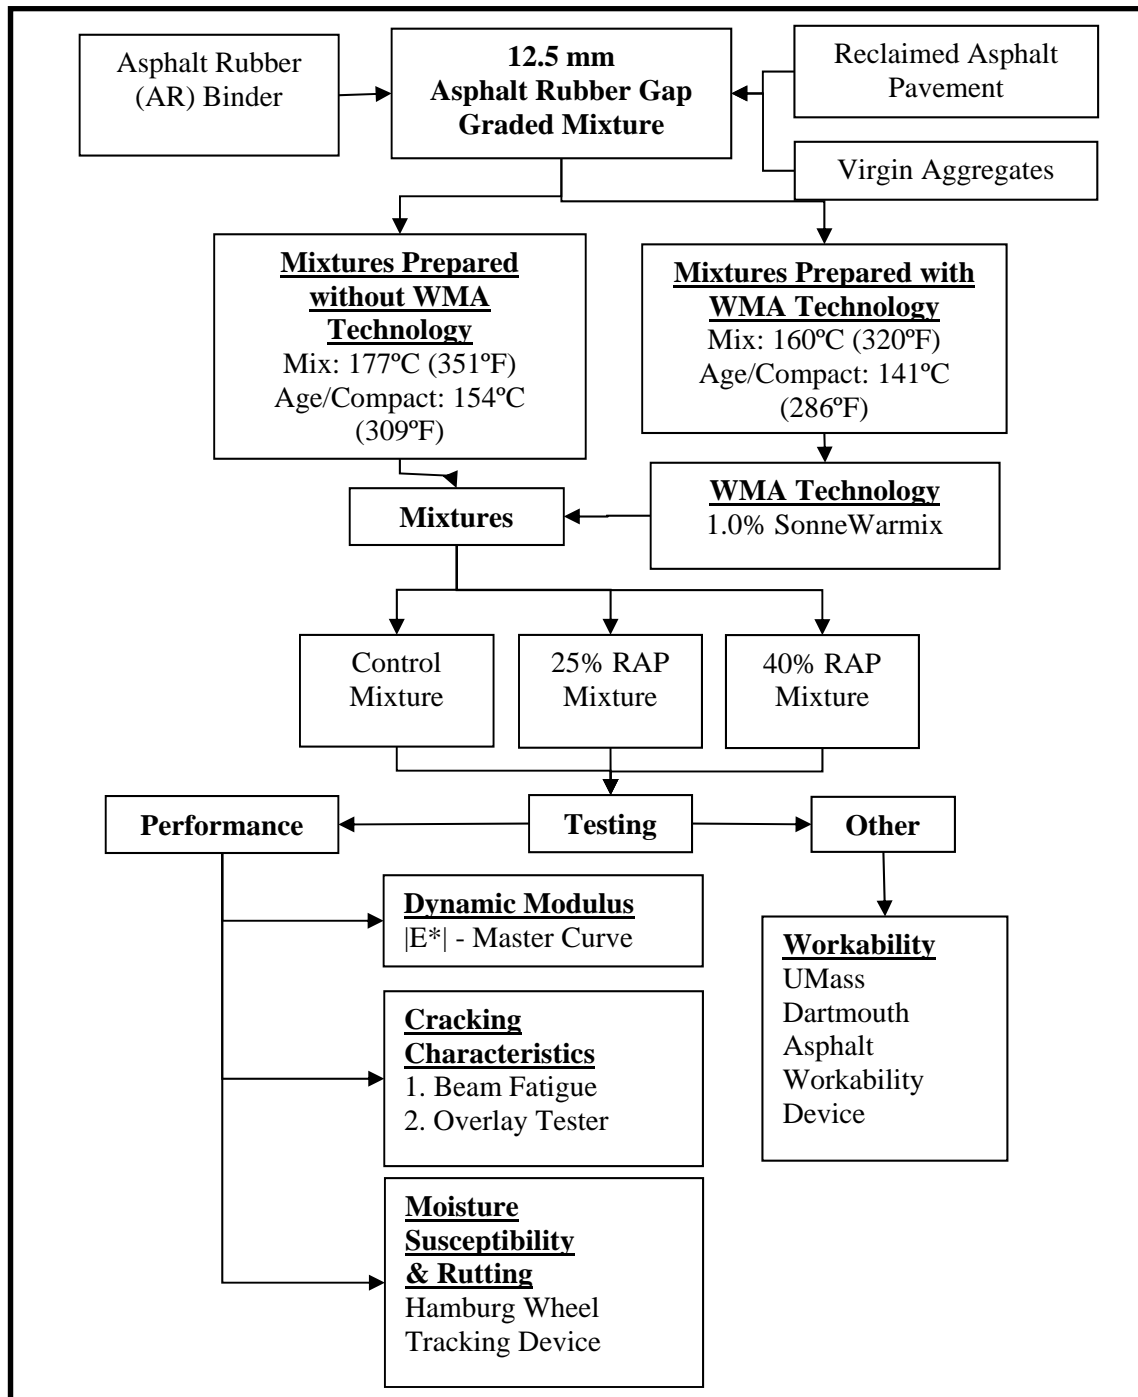 Asphalt Rubber
(AR) Binder
12.5 mm
Asphalt Rubber Gap
Graded Mixture
Reclaimed Asphalt
Pavement
Virgin Aggregates
Mixtures Prepared
without WMA
Technology
Mix: 177ºC (351ºF)
Age/Compact: 154ºC
(309ºF)
Mixtures Prepared with
WMA Technology
Mix: 160ºC (320ºF)
Age/Compact: 141ºC
(286ºF)
WMA Technology
1.0% SonneWarmix
Mixtures
Control
Mixture
25% RAP
Mixture
40% RAP
Mixture
Performance
Testing
Other
Dynamic Modulus
|E*| - Master Curve
Cracking
Characteristics
1. Beam Fatigue
2. Overlay Tester
Moisture
Susceptibility
& Rutting
Hamburg Wheel
Tracking Device
Workability
UMass
Dartmouth
Asphalt
Workability
Device